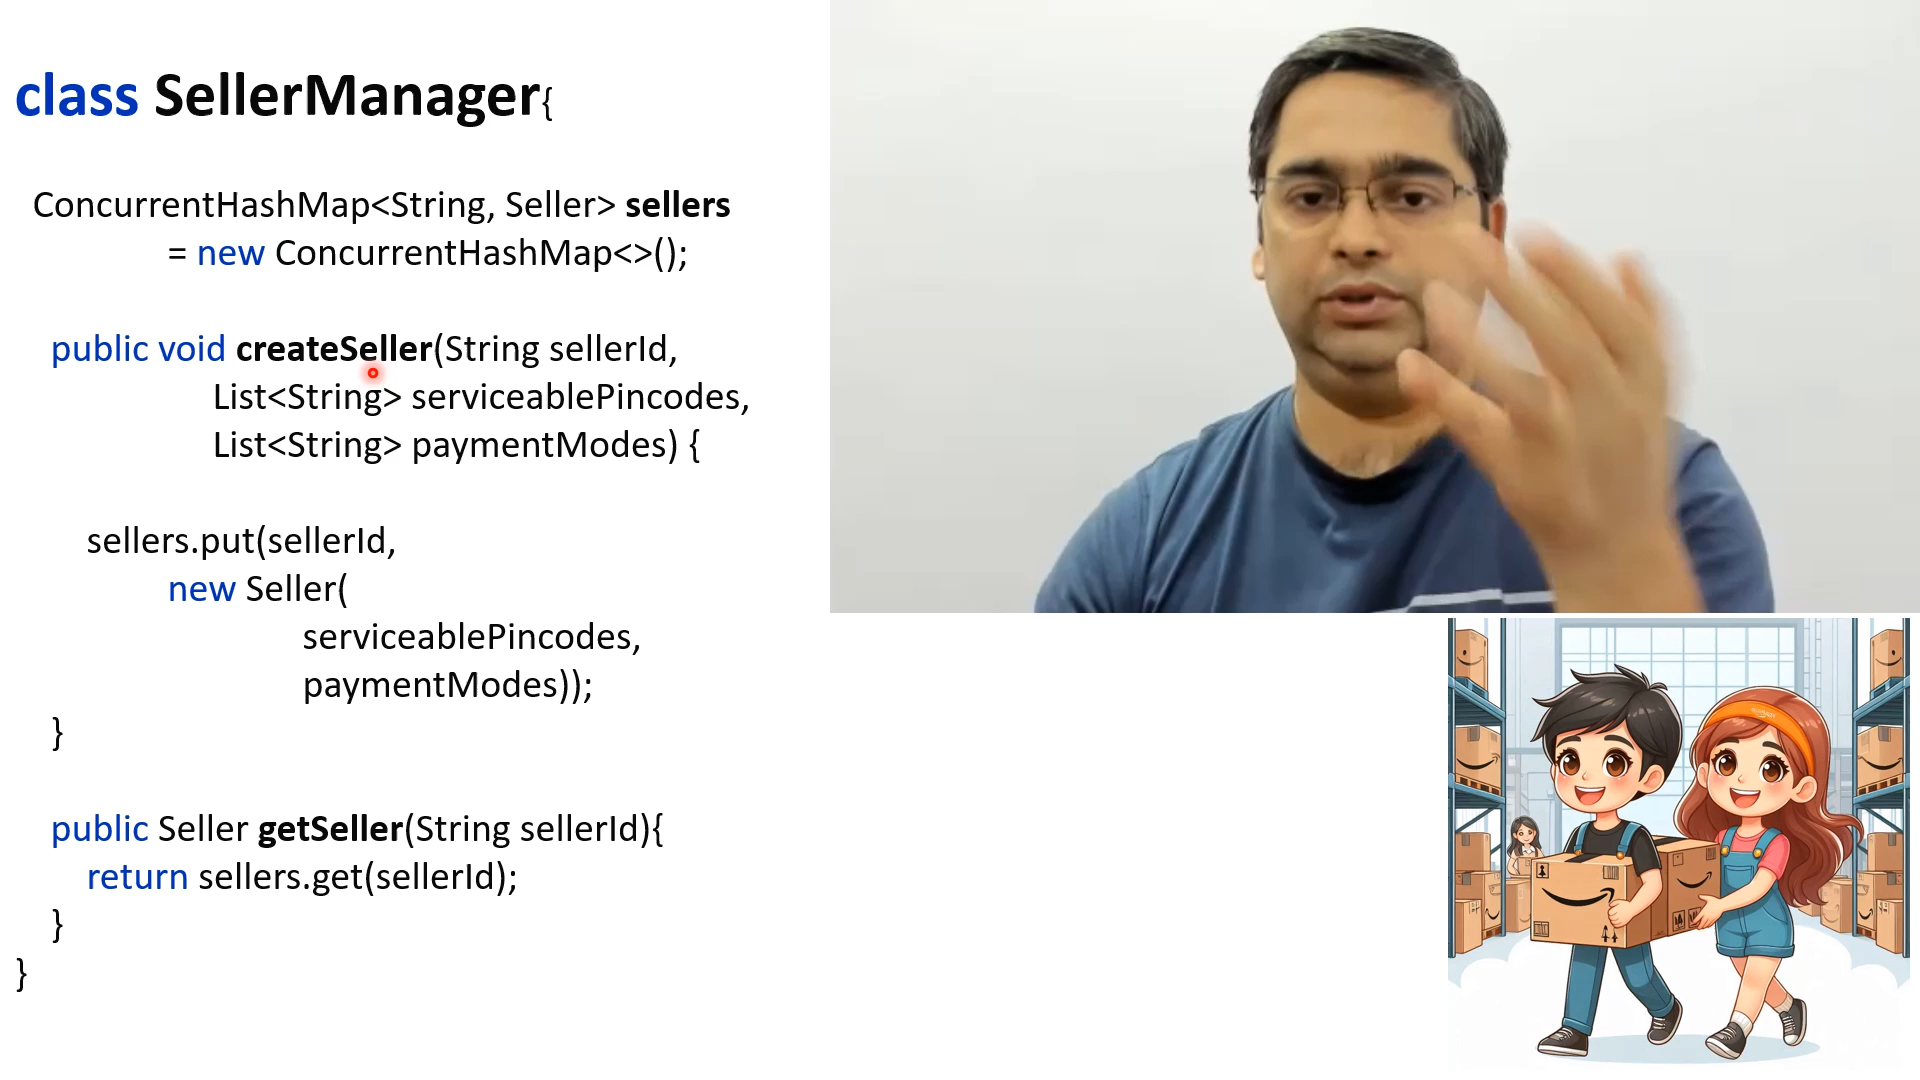 class SellerManager{
ConcurrentHashMap<String, Seller> sellers
= new ConcurrentHashMap<>();
public void createSeller(String sellerId,
List<String> serviceablePincodes,
List<String> paymentModes) {
sellers.put(sellerId,
new Seller(
serviceablePincodes,
paymentModes));
}
public Seller getSeller(String sellerId){
return sellers.get(sellerId);
}
}